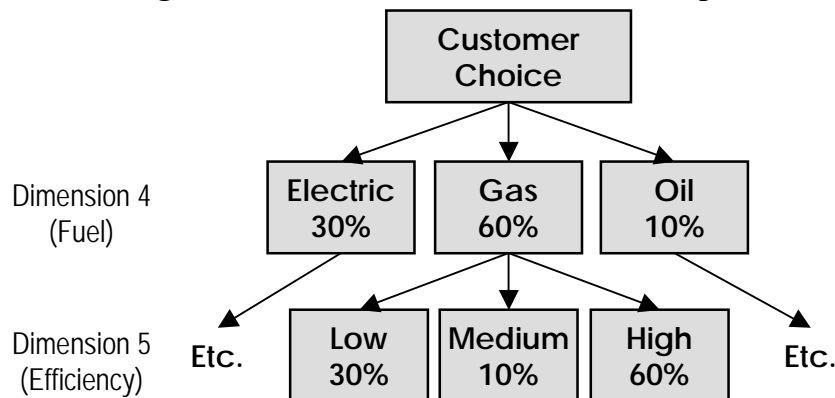 Customer
Choice
Dimension 4
(Fuel)
Electric
30%
Gas
60%
Oil
10%
Dimension 5
(Efficiency)
Etc.
Low
30%
Medium
10%
High
60%
Etc.